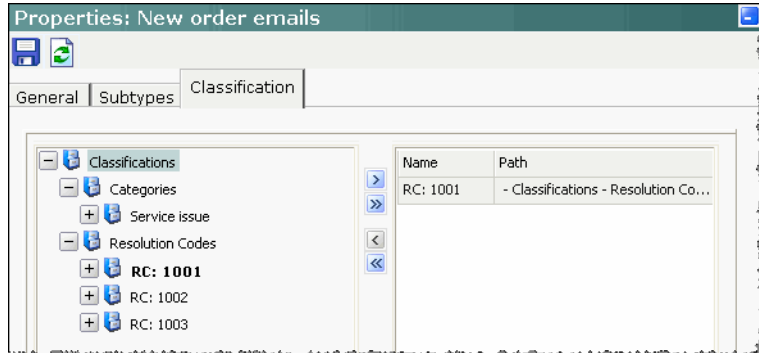 Properties: New order emails
General
Subtypes
Classification
Classifications
Categories
Service issue
Resolution Codes
RC: 1001
RC: 1002
RC: 1003
Name Path
RC: 1001 - Classifications - Resolution Co...